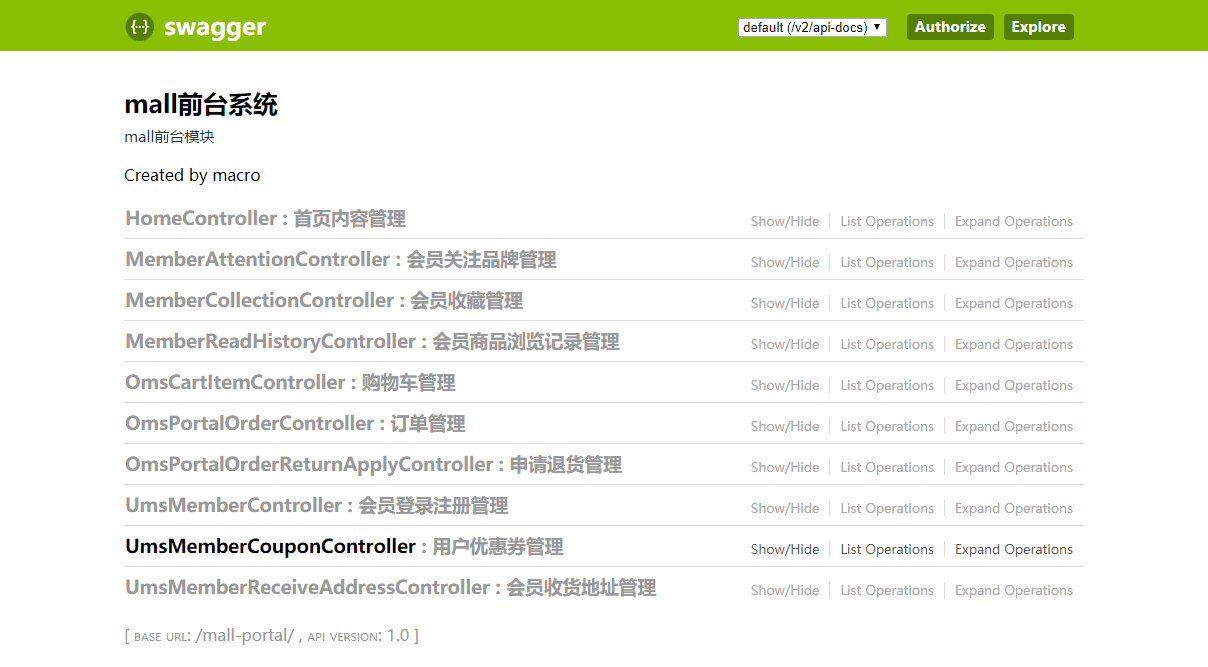 {···} swagger default (/v2/api-docs) ▼ Authorize Explore
mall前台系统
mall前台模块
Created by macro
HomeController : 首页内容管理 Show/Hide List Operations Expand Operations
MemberAttentionController : 会员关注品牌管理 Show/Hide List Operations Expand Operations
MemberCollectionController : 会员收藏管理 Show/Hide List Operations Expand Operations
MemberReadHistoryController : 会员商品浏览记录管理 Show/Hide List Operations Expand Operations
OmsCartItemController : 购物车管理 Show/Hide List Operations Expand Operations
OmsPortalOrderController : 订单管理 Show/Hide List Operations Expand Operations
OmsPortalOrderReturnApplyController : 申请退货管理 Show/Hide List Operations Expand Operations
UmsMemberController : 会员登录注册管理 Show/Hide List Operations Expand Operations
UmsMemberCouponController : 用户优惠券管理 Show/Hide List Operations Expand Operations
UmsMemberReceiveAddressController : 会员收货地址管理 Show/Hide List Operations Expand Operations
[ BASE URL: /mall-portal/ , API VERSION: 1.0 ]